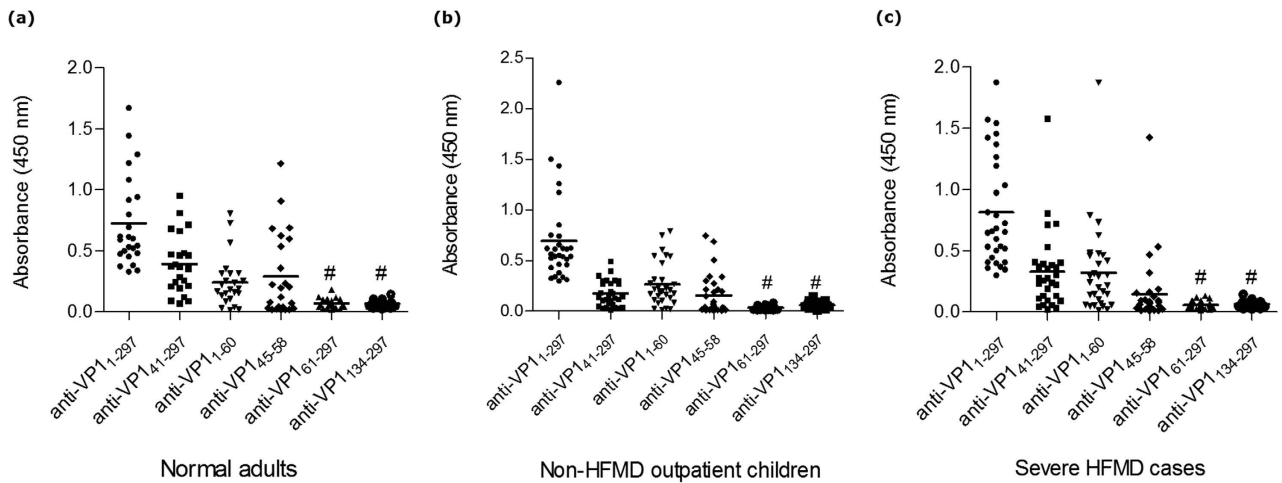 (a)
Absorbance (450 nm)
2.0
1.5
1.0
0.5
0.0
#
#
anti-VP1₁₋₂₉₇
anti-VP1₄₁₋₂₉₇
anti-VP1₁₋₆₀
anti-VP1₄₅₋₅₈
anti-VP1₆₁₋₂₉₇
anti-VP1₁₃₄₋₂₉₇
Normal adults
(b)
Absorbance (450 nm)
2.5
2.0
1.5
1.0
0.5
0.0
#
#
anti-VP1₁₋₂₉₇
anti-VP1₄₁₋₂₉₇
anti-VP1₁₋₆₀
anti-VP1₄₅₋₅₈
anti-VP1₆₁₋₂₉₇
anti-VP1₁₃₄₋₂₉₇
Non-HFMD outpatient children
(c)
Absorbance (450 nm)
2.0
1.5
1.0
0.5
0.0
#
#
anti-VP1₁₋₂₉₇
anti-VP1₄₁₋₂₉₇
anti-VP1₁₋₆₀
anti-VP1₄₅₋₅₈
anti-VP1₆₁₋₂₉₇
anti-VP1₁₃₄₋₂₉₇
Severe HFMD cases